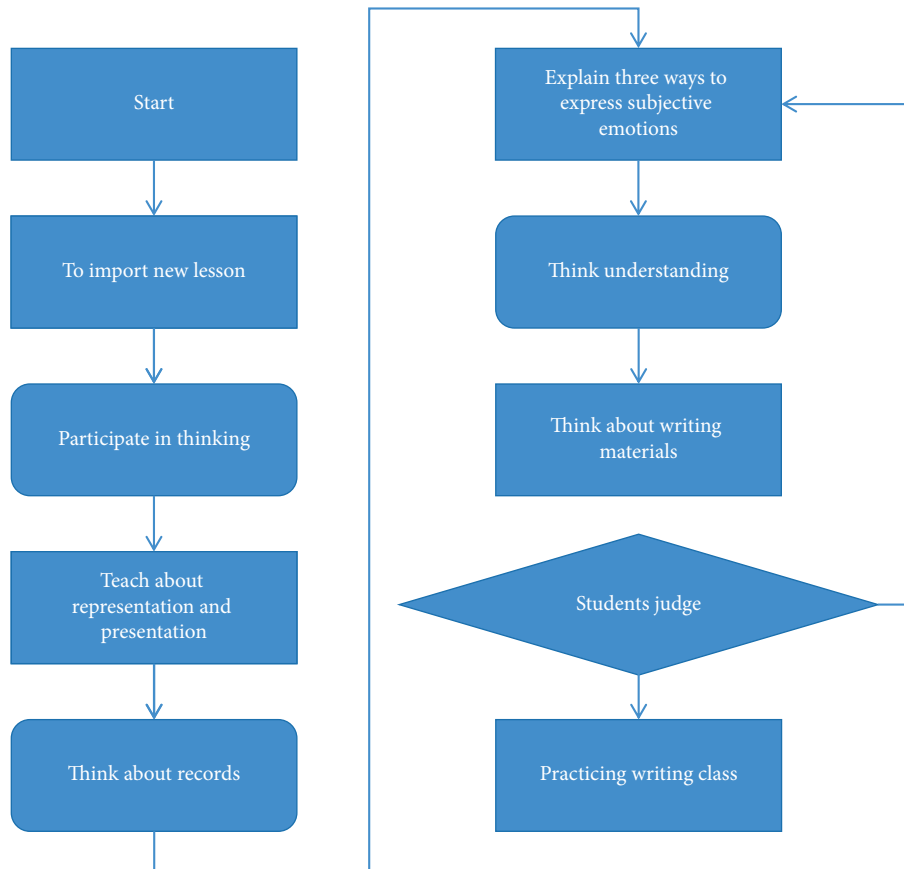 Start
To import new lesson
Participate in thinking
Teach about
representation and
presentation
Think about records
Explain three ways to
express subjective
emotions
Think understanding
Think about writing
materials
Students judge
Practicing writing class